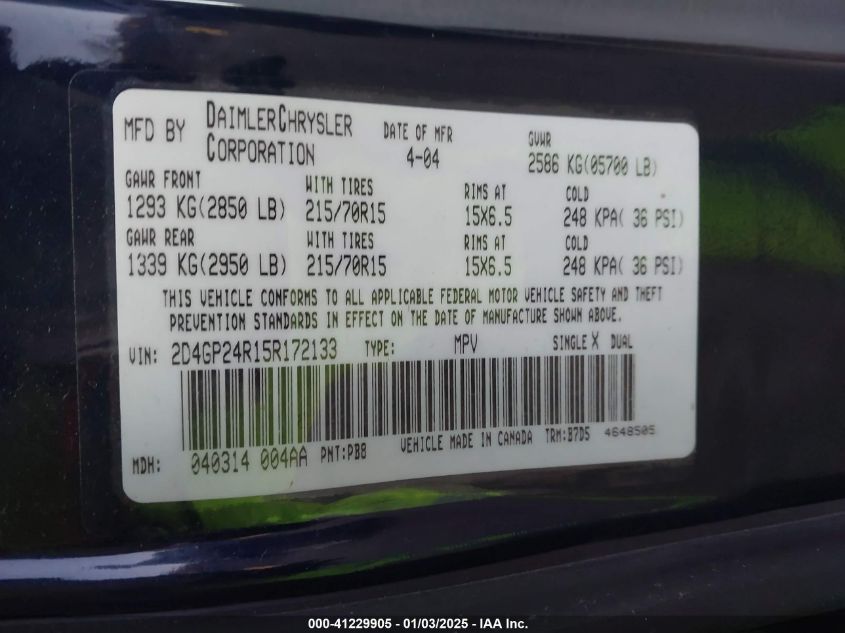 MFD BY DAIMLERCHRYSLER CORPORATION DATE OF MFR 4-04 GVWR 2586 KG(05700 LB)
GAWR FRONT WITH TIRES RIMS AT COLD
1293 KG(2850 LB) 215/70R15 15X6.5 248 KPA( 36 PSI)
GAWR REAR WITH TIRES RIMS AT COLD
1339 KG(2950 LB) 215/70R15 15X6.5 248 KPA( 36 PSI)
THIS VEHICLE CONFORMS TO ALL APPLICABLE FEDERAL MOTOR VEHICLE SAFETY AND THEFT
PREVENTION STANDARDS IN EFFECT ON THE DATE OF MANUFACTURE SHOWN ABOVE.
VIN: 2D4GP24R15R172133 TYPE: MPV SINGLE X DUAL
MDH: 040314 004AA PNT:PB8 VEHICLE MADE IN CANADA TRM:B7D5 4648505
000-41229905 - 01/03/2025 - IAA Inc.